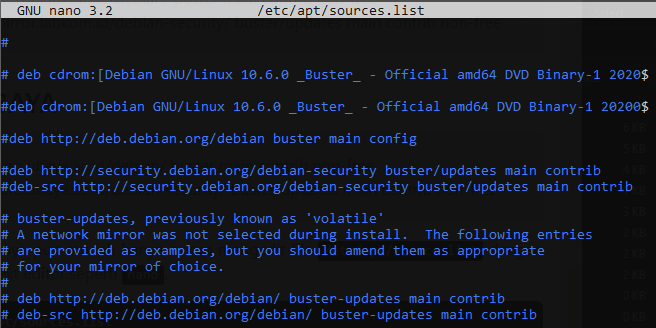 GNU nano 3.2 /etc/apt/sources.list
#
# deb cdrom:[Debian GNU/Linux 10.6.0 _Buster_ - Official amd64 DVD Binary-1 2020$
#deb cdrom:[Debian GNU/Linux 10.6.0 _Buster_ - Official amd64 DVD Binary-1 20200$
#deb http://deb.debian.org/debian buster main config
#deb http://security.debian.org/debian-security buster/updates main contrib
#deb-src http://security.debian.org/debian-security buster/updates main contrib
# buster-updates, previously known as 'volatile'
# A network mirror was not selected during install.  The following entries
# are provided as examples, but you should amend them as appropriate
# for your mirror of choice.
#
# deb http://deb.debian.org/debian/ buster-updates main contrib
# deb-src http://deb.debian.org/debian/ buster-updates main contrib